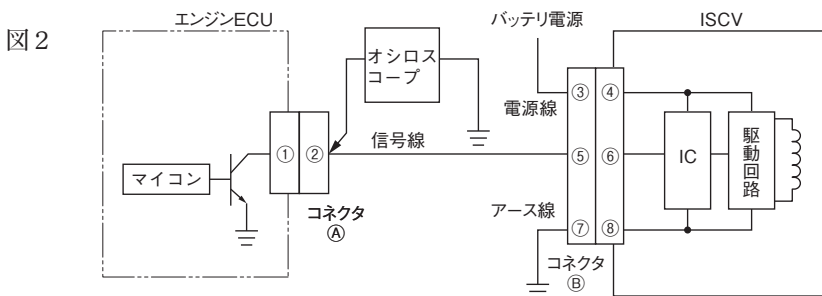 図2
エンジンECU
オシロス
コープ
バッテリ電源
ISCV
電源線
信号線
アース線
マイコン
①
②
コネクタ
Ⓐ
③
④
⑤
⑥
⑦
⑧
コネクタ
Ⓑ
IC
駆動回路